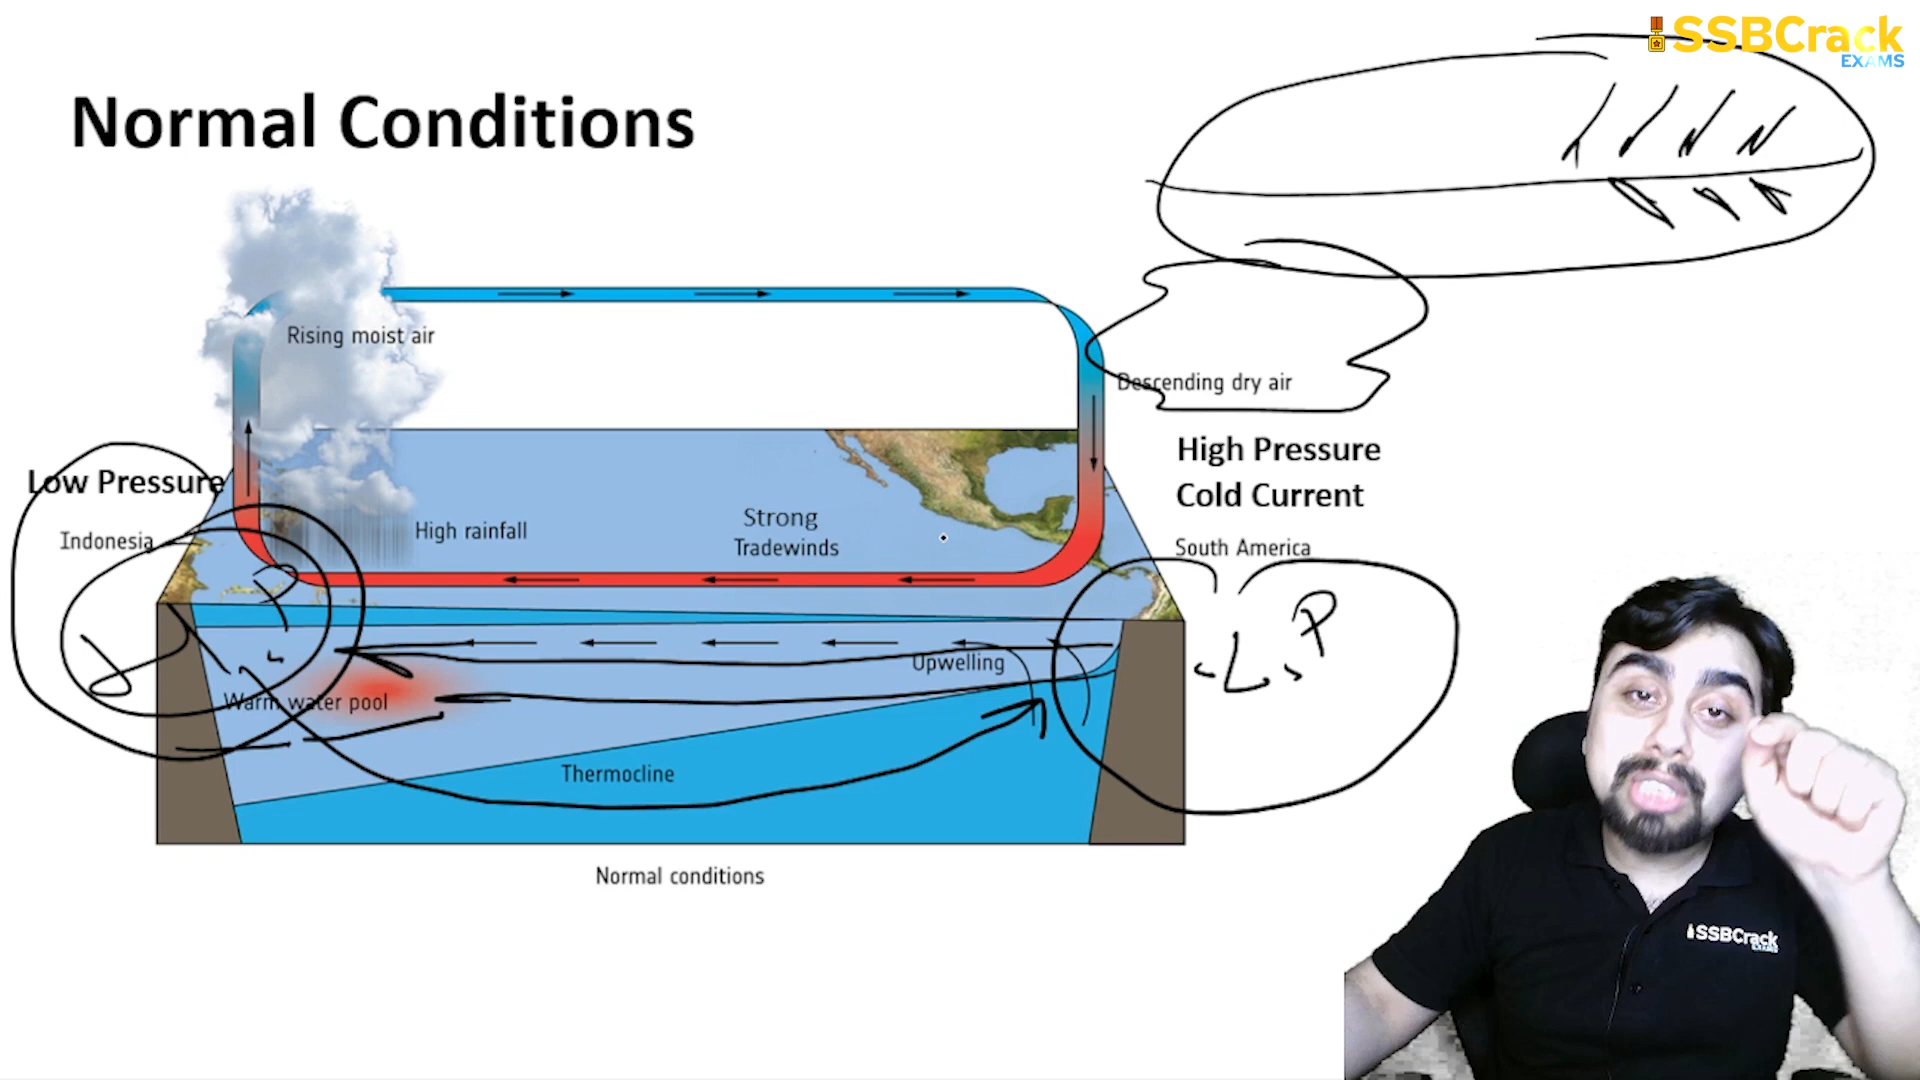 SSBCrack
EXAMS
Normal Conditions
Rising moist air
Descending dry air
High Pressure
Cold Current
Low Pressure
Strong
Tradewinds
High rainfall
Indonesia
South America
P
L
Upwelling
Warm water pool
Thermocline
Normal conditions
SSBCrack
EXAMS